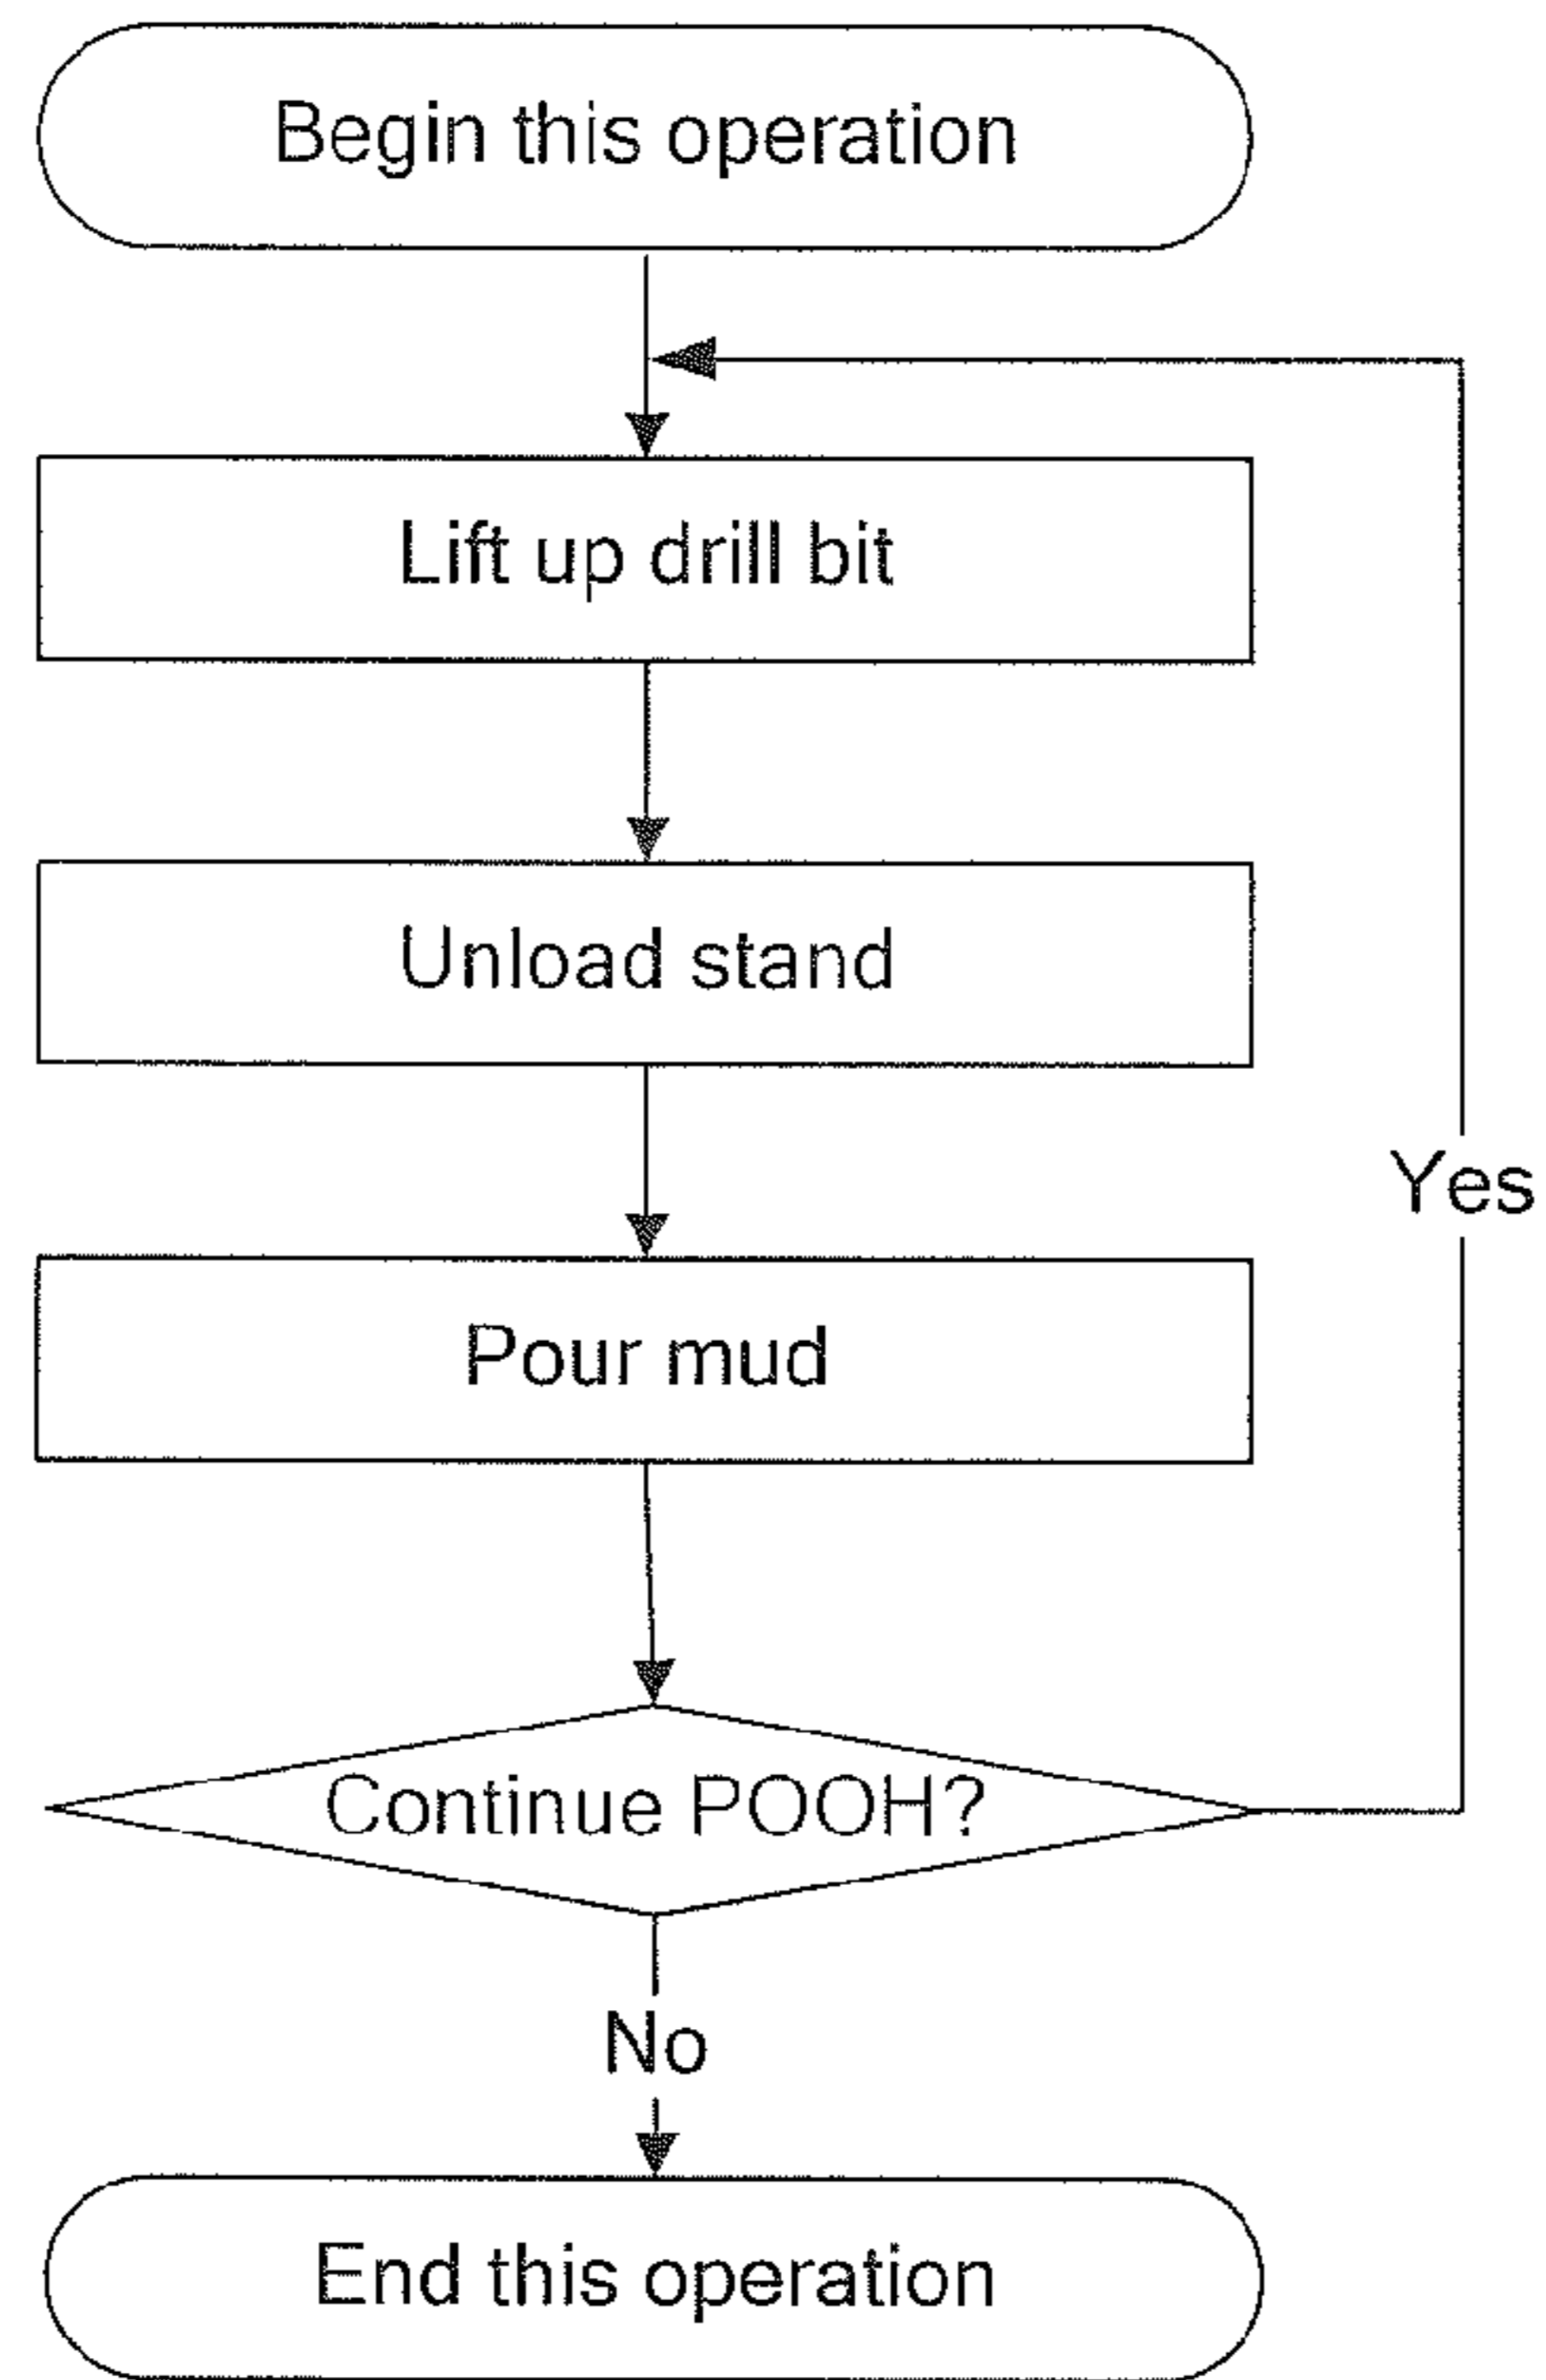 Begin this operation
Lift up drill bit
Unload stand
Yes
Pour mud
Continue POOH?
No
End this operation